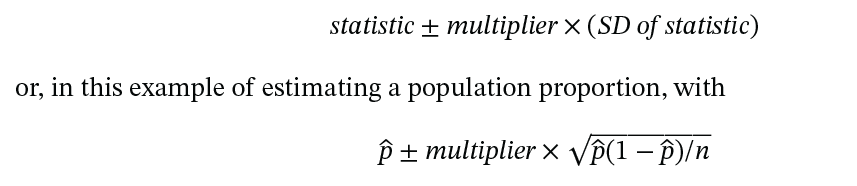 statistic ± multiplier × (SD of statistic)
or, in this example of estimating a population proportion, with
p̂ ± multiplier × √p̂(1 − p̂)/n